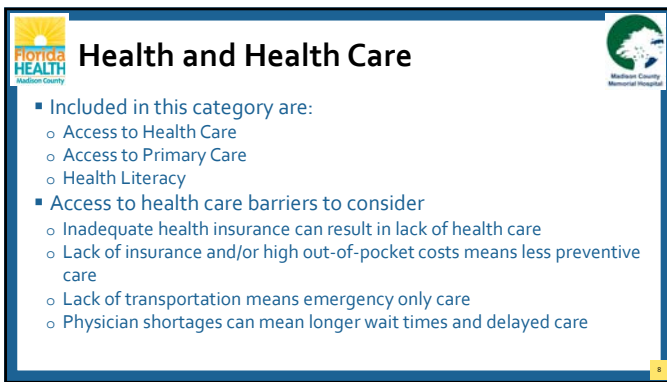 Florida
HEALTH
Madison County
Health and Health Care
Madison County
Memorial Hospital
▪ Included in this category are:
o Access to Health Care
o Access to Primary Care
o Health Literacy
▪ Access to health care barriers to consider
o Inadequate health insurance can result in lack of health care
o Lack of insurance and/or high out-of-pocket costs means less preventive
care
o Lack of transportation means emergency only care
o Physician shortages can mean longer wait times and delayed care
8